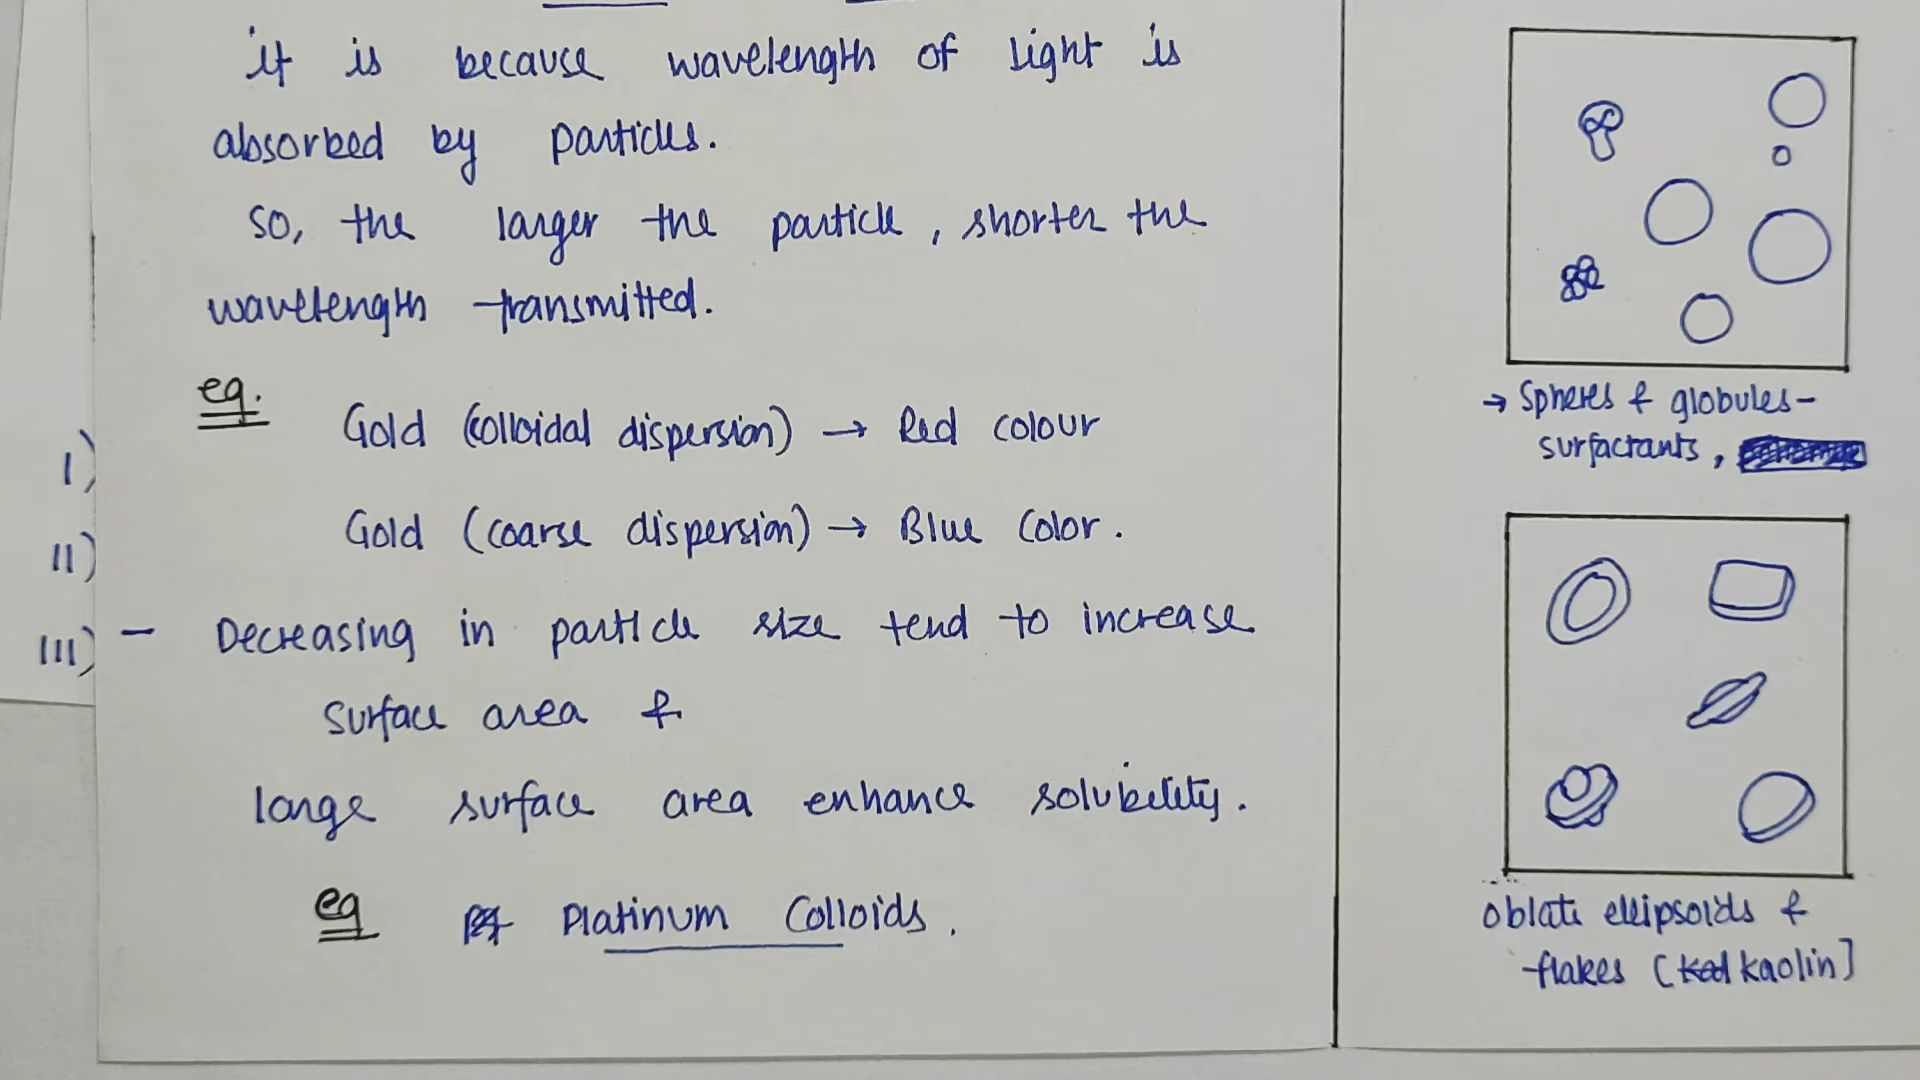 it is because wavelength of light is
absorbed by particles.
so, the larger the particle, shorter the
wavelength transmitted.
eg. Gold (colloidal dispersion) → Red colour
Gold (coarse dispersion) → Blue Color.
I)
II)
III) - Decreasing in particle size tend to increase
surface area &
large surface area enhance solubility.
eg Platinum Colloids.
→ Spheres & globules-
surfactants,
oblate ellipsoids &
flakes [kaolin]